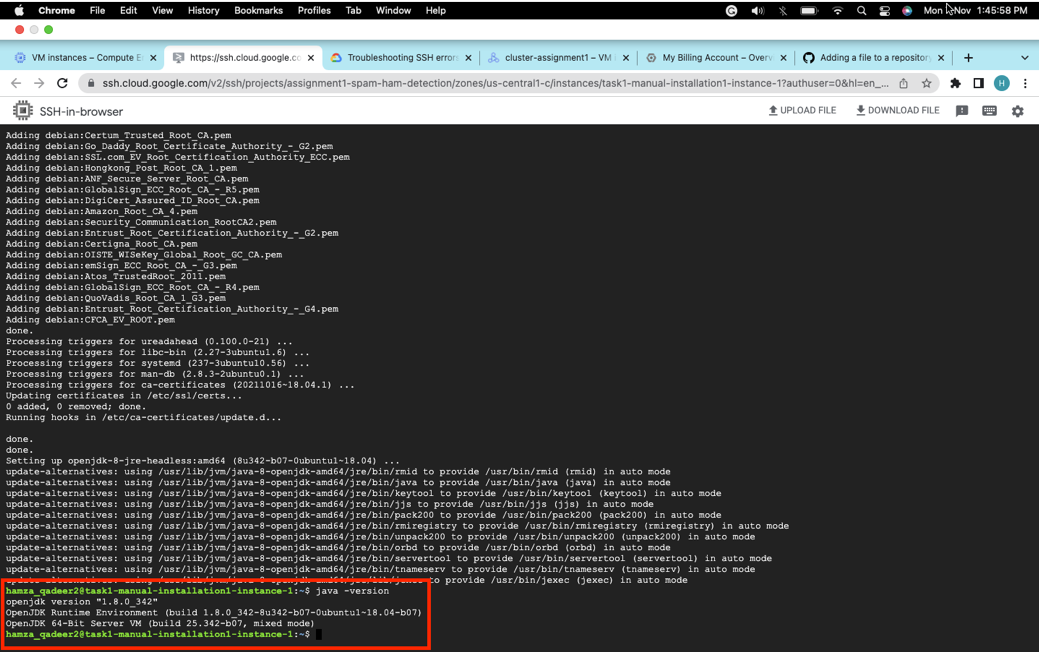 Chrome File Edit View History Bookmarks Profiles Tab Window Help Mon Nov 1:45:58 PM
VM instances – Compute E https://ssh.cloud.google.co Troubleshooting SSH errors cluster-assignment1 – VM My Billing Account – Overv Adding a file to a repository
ssh.cloud.google.com/v2/ssh/projects/assignment1-spam-ham-detection/zones/us-central1-c/instances/task1-manual-installation1-instance-1?authuser=0&hl=en_... H
SSH-in-browser UPLOAD FILE DOWNLOAD FILE
Adding debian:Certum_Trusted_Root_CA.pem
Adding debian:Go_Daddy_Root_Certificate_Authority_-_G2.pem
Adding debian:SSL.com_EV_Root_Certification_Authority_ECC.pem
Adding debian:Hongkong_Post_Root_CA_1.pem
Adding debian:ANF_Secure_Server_Root_CA.pem
Adding debian:GlobalSign_ECC_Root_CA_-_R5.pem
Adding debian:DigiCert_Assured_ID_Root_CA.pem
Adding debian:Amazon_Root_CA_4.pem
Adding debian:Security_Communication_RootCA2.pem
Adding debian:Entrust_Root_Certification_Authority_-_G2.pem
Adding debian:Certigna_Root_CA.pem
Adding debian:OISTE_WISeKey_Global_Root_GC_CA.pem
Adding debian:emSign_ECC_Root_CA_-_G3.pem
Adding debian:Atos_TrustedRoot_2011.pem
Adding debian:GlobalSign_ECC_Root_CA_-_R4.pem
Adding debian:QuoVadis_Root_CA_1_G3.pem
Adding debian:Entrust_Root_Certification_Authority_-_G4.pem
Adding debian:CFCA_EV_ROOT.pem
done.
Processing triggers for ureadahead (0.100.0-21) ...
Processing triggers for libc-bin (2.27-3ubuntu1.6) ...
Processing triggers for systemd (237-3ubuntu10.56) ...
Processing triggers for man-db (2.8.3-2ubuntu0.1) ...
Processing triggers for ca-certificates (20211016~18.04.1) ...
Updating certificates in /etc/ssl/certs...
0 added, 0 removed; done.
Running hooks in /etc/ca-certificates/update.d...
done.
done.
Setting up openjdk-8-jre-headless:amd64 (8u342-b07-0ubuntu1~18.04) ...
update-alternatives: using /usr/lib/jvm/java-8-openjdk-amd64/jre/bin/rmid to provide /usr/bin/rmid (rmid) in auto mode
update-alternatives: using /usr/lib/jvm/java-8-openjdk-amd64/jre/bin/java to provide /usr/bin/java (java) in auto mode
update-alternatives: using /usr/lib/jvm/java-8-openjdk-amd64/jre/bin/keytool to provide /usr/bin/keytool (keytool) in auto mode
update-alternatives: using /usr/lib/jvm/java-8-openjdk-amd64/jre/bin/jjs to provide /usr/bin/jjs (jjs) in auto mode
update-alternatives: using /usr/lib/jvm/java-8-openjdk-amd64/jre/bin/pack200 to provide /usr/bin/pack200 (pack200) in auto mode
update-alternatives: using /usr/lib/jvm/java-8-openjdk-amd64/jre/bin/rmiregistry to provide /usr/bin/rmiregistry (rmiregistry) in auto mode
update-alternatives: using /usr/lib/jvm/java-8-openjdk-amd64/jre/bin/unpack200 to provide /usr/bin/unpack200 (unpack200) in auto mode
update-alternatives: using /usr/lib/jvm/java-8-openjdk-amd64/jre/bin/orbd to provide /usr/bin/orbd (orbd) in auto mode
update-alternatives: using /usr/lib/jvm/java-8-openjdk-amd64/jre/bin/servertool to provide /usr/bin/servertool (servertool) in auto mode
update-alternatives: using /usr/lib/jvm/java-8-openjdk-amd64/jre/bin/tnameserv to provide /usr/bin/tnameserv (tnameserv) in auto mode
to provide /usr/bin/jexec (jexec) in auto mode
hamza_qadeer2@task1-manual-installation1-instance-1:~$ java -version
openjdk version "1.8.0_342"
OpenJDK Runtime Environment (build 1.8.0_342-8u342-b07-0ubuntu1~18.04-b07)
OpenJDK 64-Bit Server VM (build 25.342-b07, mixed mode)
hamza_qadeer2@task1-manual-installation1-instance-1:~$